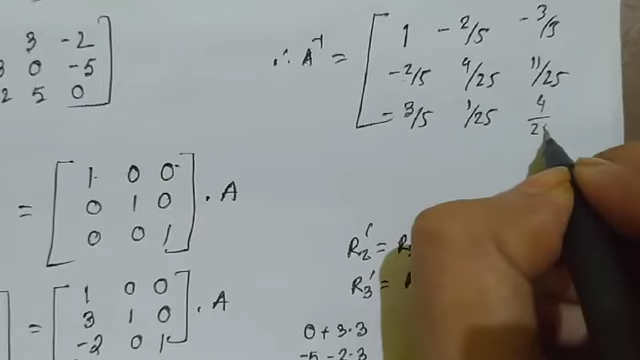 3 -2
0 -5
2 5 0
∴ A⁻¹ =
1 -2/5 -3/5
-2/5 4/25 11/25
-3/5 1/25 4/25
= [1 0 0
0 1 0
0 0 1] . A
R₂' =
R₃' =
= [1 0 0
3 1 0
-2 0 1] . A
0 + 3·3
-5 - 2·3